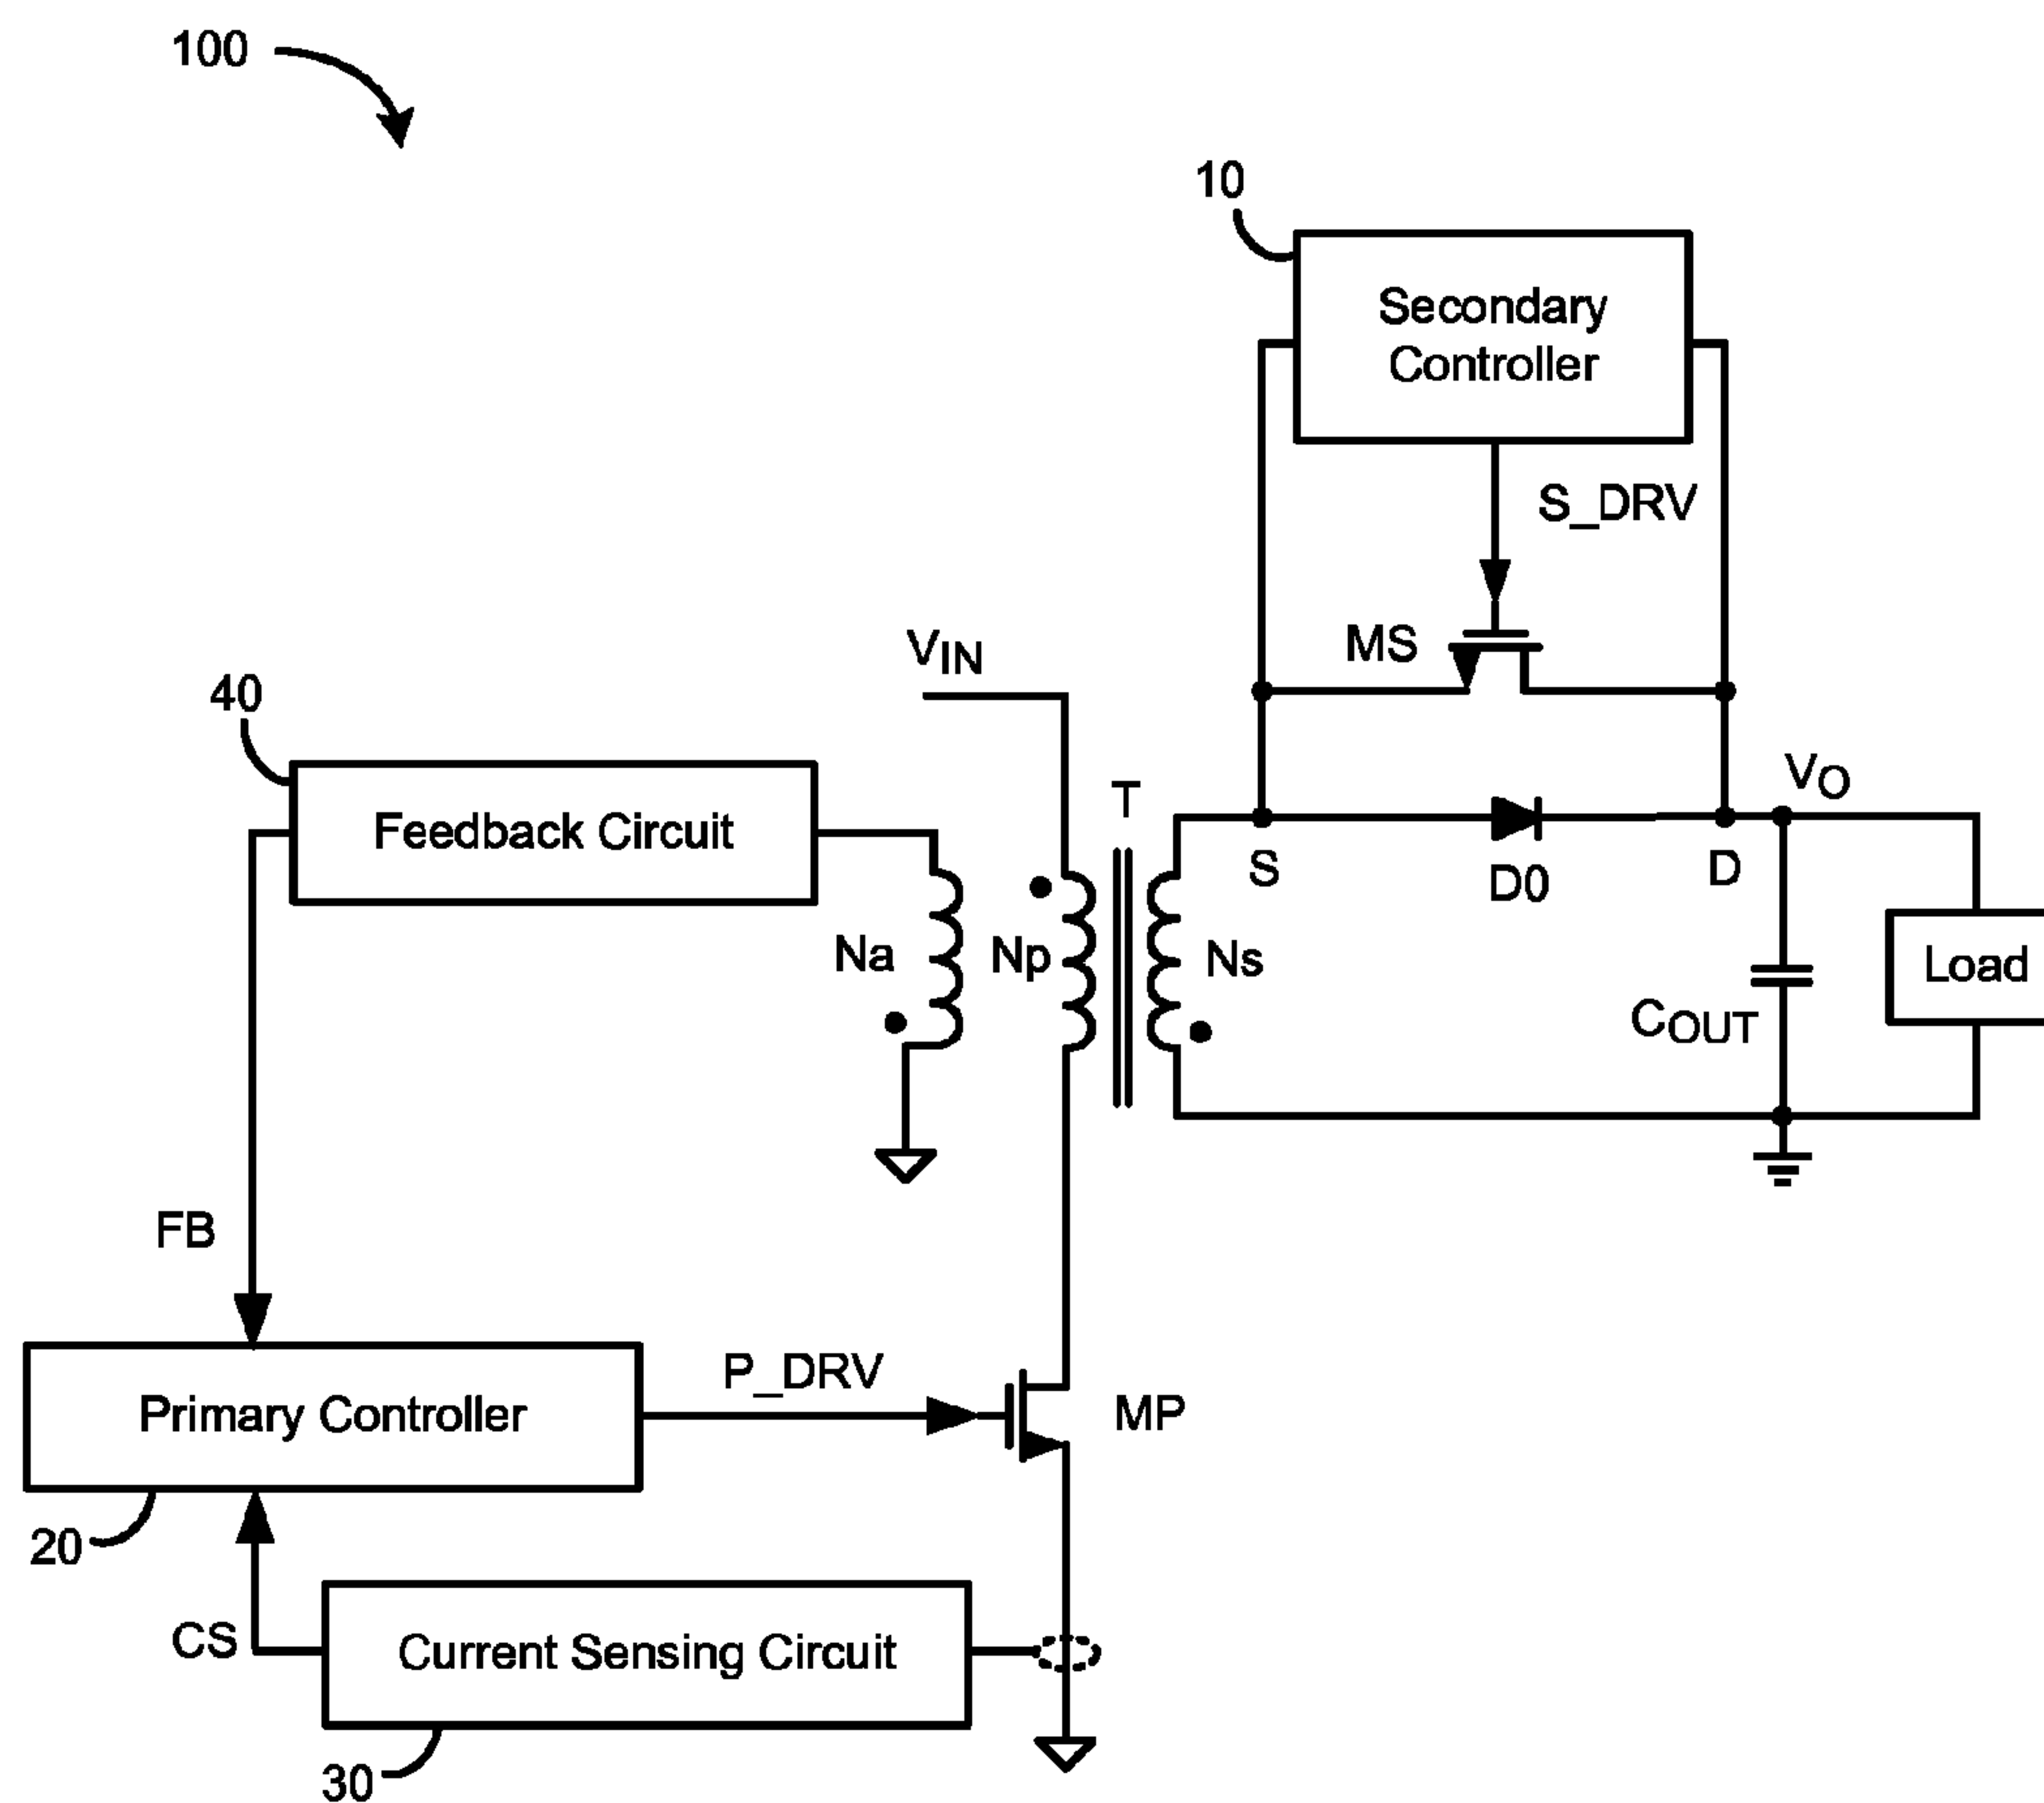 100
10
Secondary
Controller
S_DRV
MS
VIN
40
Feedback Circuit
T
VO
S
D0
D
Na
Np
Ns
Load
COUT
FB
P_DRV
Primary Controller
MP
20
CS
Current Sensing Circuit
30